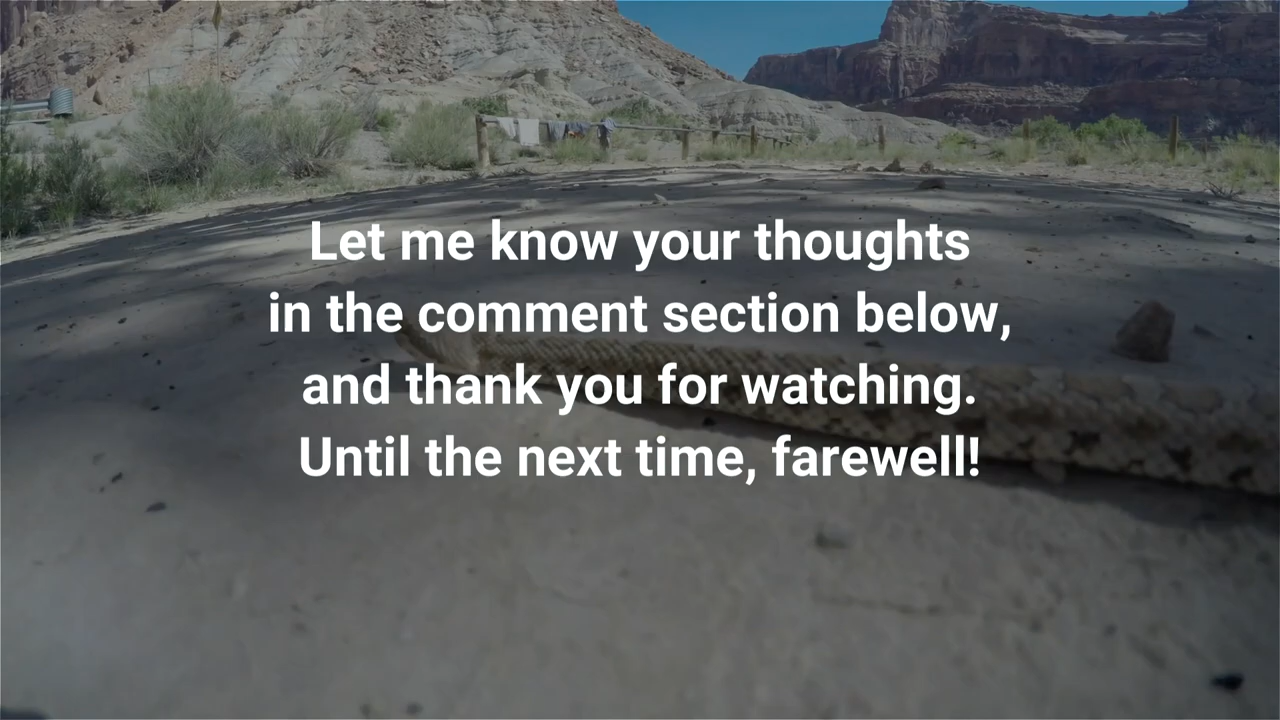 Let me know your thoughts
in the comment section below,
and thank you for watching.
Until the next time, farewell!